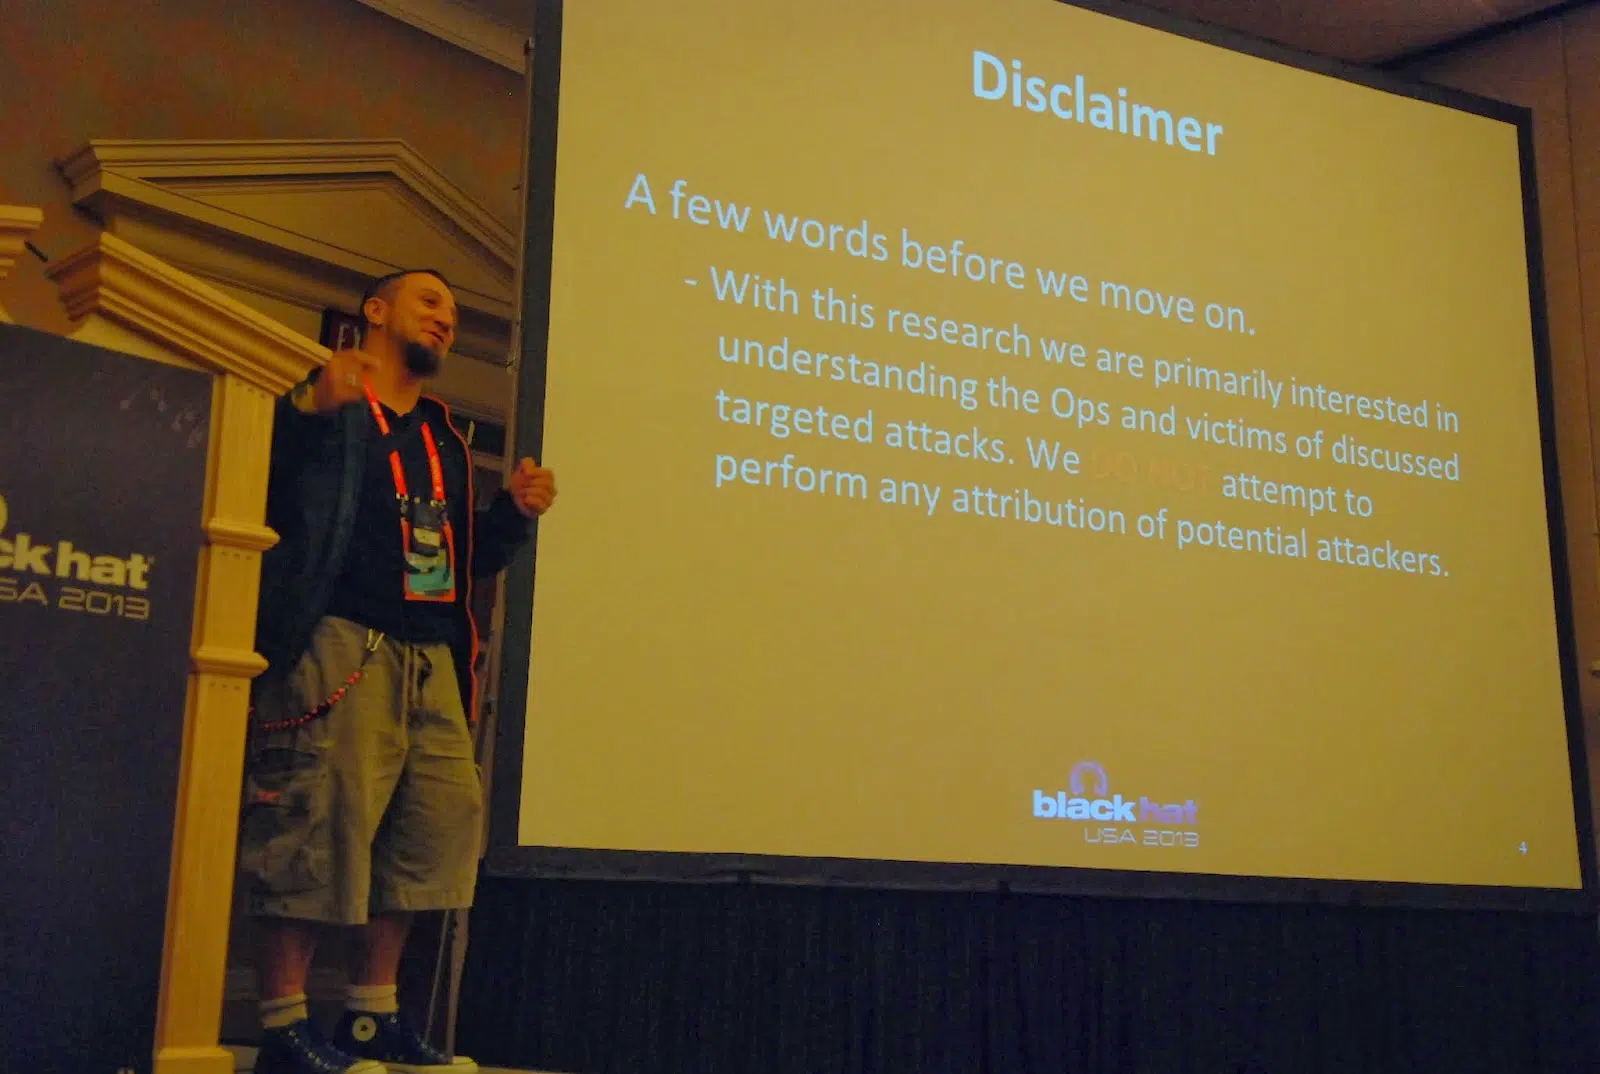 Disclaimer
A few words before we move on.
- With this research we are primarily interested in
understanding the Ops and victims of discussed
targeted attacks. We DO NOT attempt to
perform any attribution of potential attackers.
black hat
USA 2013
4
ck hat
SA 2013